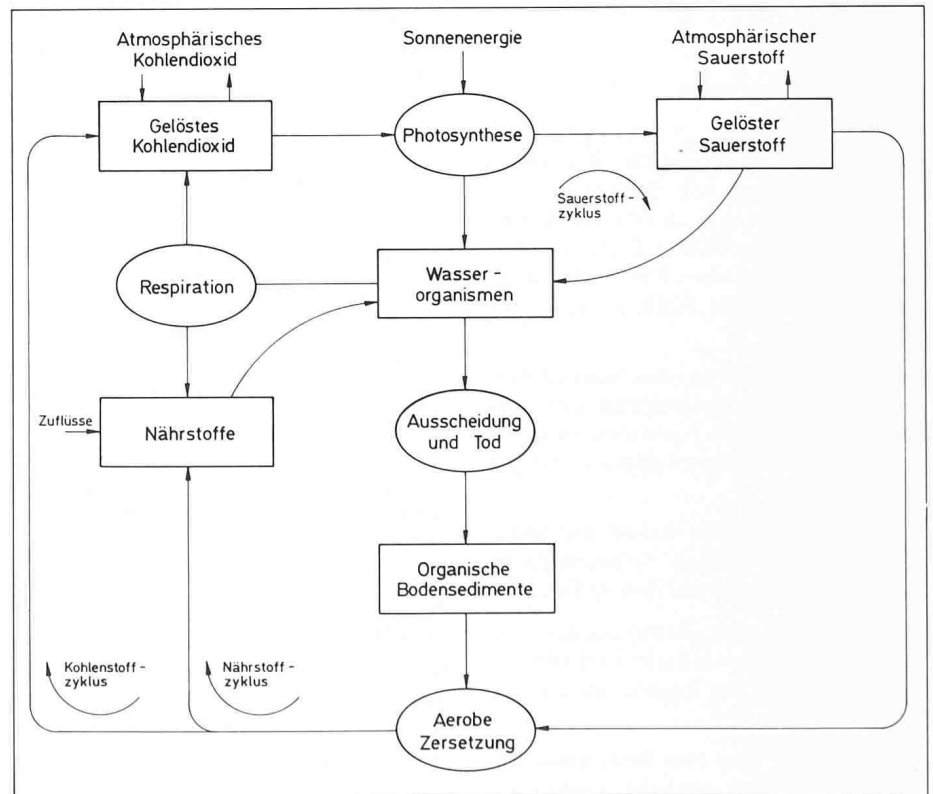 Atmosphärisches
Kohlendioxid
Sonnenenergie
Atmosphärischer
Sauerstoff
Gelöstes
Kohlendioxid
Photosynthese
Gelöster
Sauerstoff
Sauerstoff-
zyklus
Respiration
Wasser-
organismen
Zuflüsse
Nährstoffe
Ausscheidung
und Tod
Organische
Bodensedimente
Kohlenstoff-
zyklus
Nährstoff-
zyklus
Aerobe
Zersetzung